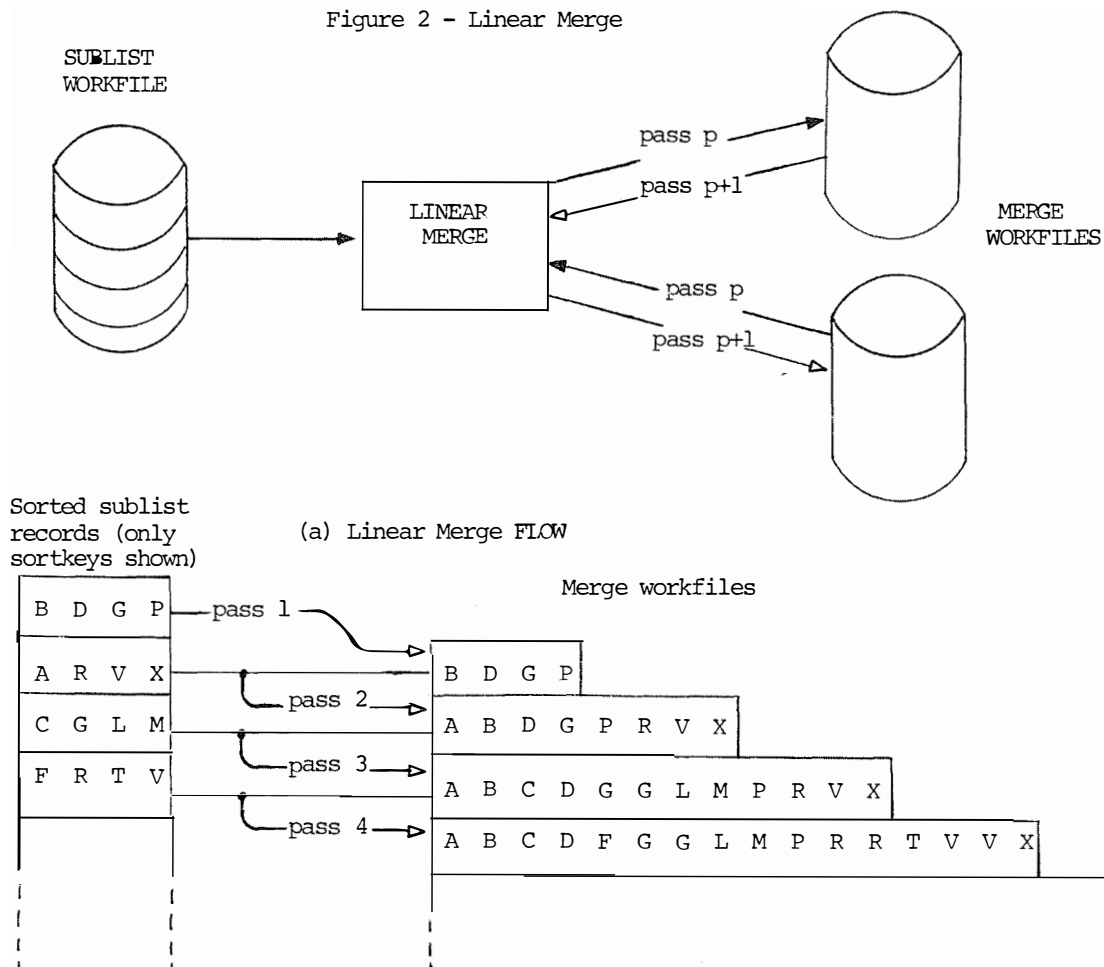 Figure 2 - Linear Merge
SUBLIST
WORKFILE
pass p
pass p+1
LINEAR
MERGE
MERGE
WORKFILES
pass p
pass p+1
Sorted sublist
records (only
sortkeys shown)
(a) Linear Merge FLOW
Merge workfiles
B D G P
pass 1
A R V X
B D G P
pass 2
C G L M
A B D G P R V X
pass 3
F R T V
A B C D G G L M P R V X
pass 4
A B C D F G G L M P R R T V V X